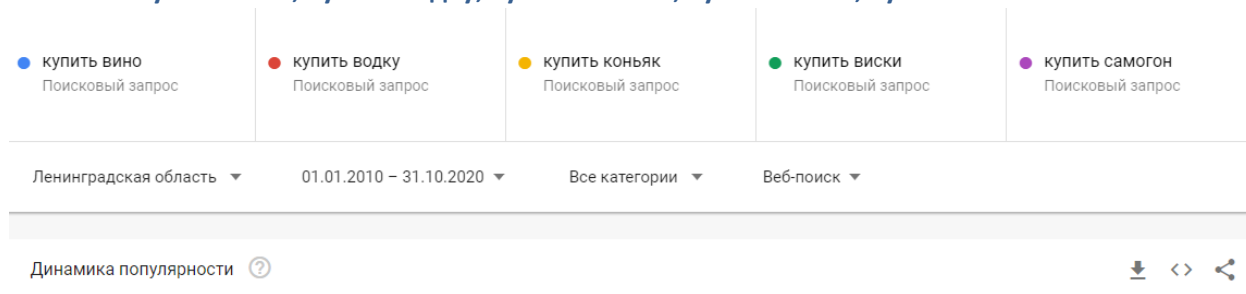 купить вино
Поисковый запрос
купить водку
Поисковый запрос
купить коньяк
Поисковый запрос
купить виски
Поисковый запрос
купить самогон
Поисковый запрос
Ленинградская область
01.01.2010 – 31.10.2020
Все категории
Веб-поиск
Динамика популярности